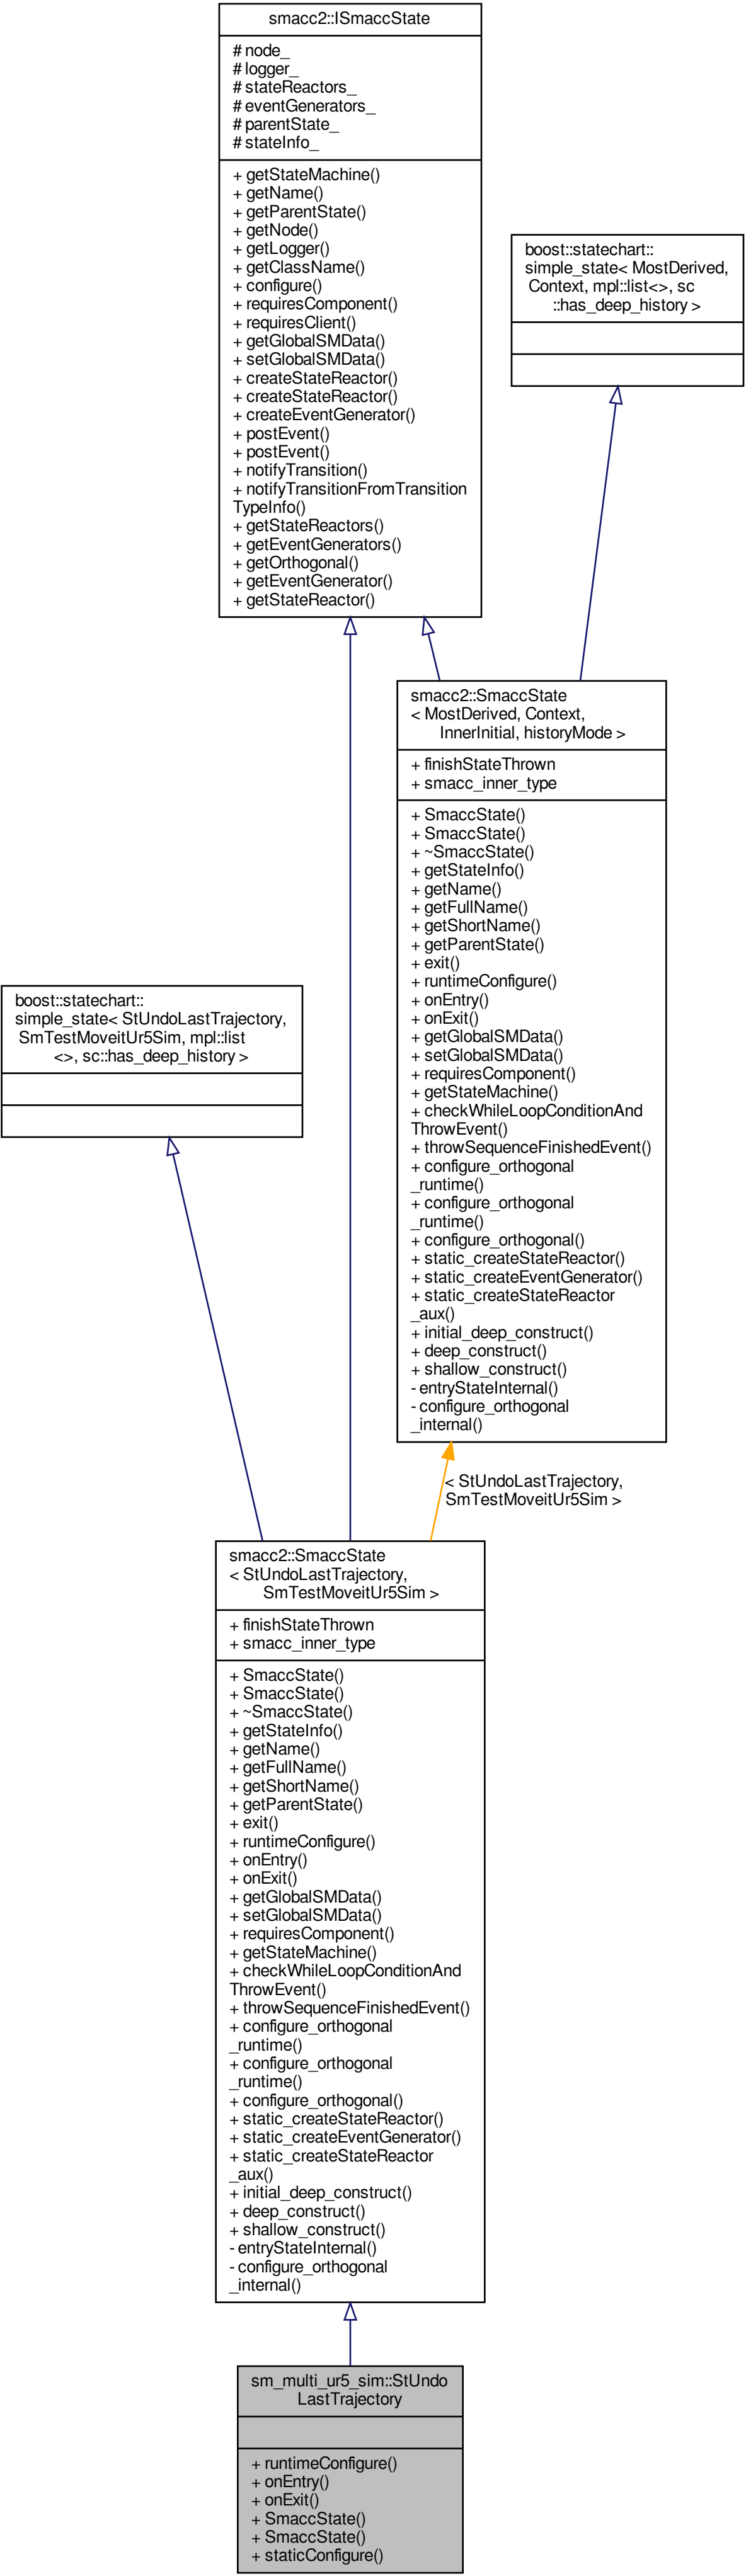 smacc2::ISmaccState
# node_
# logger_
# stateReactors_
# eventGenerators_
# parentState_
# stateInfo_
+ getStateMachine()
+ getName()
+ getParentState()
+ getNode()
+ getLogger()
+ getClassName()
+ configure()
+ requiresComponent()
+ requiresClient()
+ getGlobalSMData()
+ setGlobalSMData()
+ createStateReactor()
+ createStateReactor()
+ createEventGenerator()
+ postEvent()
+ postEvent()
+ notifyTransition()
+ notifyTransitionFromTransition
TypeInfo()
+ getStateReactors()
+ getEventGenerators()
+ getOrthogonal()
+ getEventGenerator()
+ getStateReactor()
boost::statechart::
simple_state< MostDerived,
Context, mpl::list<>, sc
::has_deep_history >
smacc2::SmaccState
< MostDerived, Context,
InnerInitial, historyMode >
+ finishStateThrown
+ smacc_inner_type
+ SmaccState()
+ SmaccState()
+ ~SmaccState()
+ getStateInfo()
+ getName()
+ getFullName()
+ getShortName()
+ getParentState()
+ exit()
+ runtimeConfigure()
+ onEntry()
+ onExit()
+ getGlobalSMData()
+ setGlobalSMData()
+ requiresComponent()
+ getStateMachine()
+ checkWhileLoopConditionAnd
ThrowEvent()
+ throwSequenceFinishedEvent()
+ configure_orthogonal
_runtime()
+ configure_orthogonal
_runtime()
+ configure_orthogonal()
+ static_createStateReactor()
+ static_createEventGenerator()
+ static_createStateReactor
_aux()
+ initial_deep_construct()
+ deep_construct()
+ shallow_construct()
- entryStateInternal()
- configure_orthogonal
_internal()
boost::statechart::
simple_state< StUndoLastTrajectory,
SmTestMoveitUr5Sim, mpl::list
<>, sc::has_deep_history >
< StUndoLastTrajectory,
SmTestMoveitUr5Sim >
smacc2::SmaccState
< StUndoLastTrajectory,
SmTestMoveitUr5Sim >
+ finishStateThrown
+ smacc_inner_type
+ SmaccState()
+ SmaccState()
+ ~SmaccState()
+ getStateInfo()
+ getName()
+ getFullName()
+ getShortName()
+ getParentState()
+ exit()
+ runtimeConfigure()
+ onEntry()
+ onExit()
+ getGlobalSMData()
+ setGlobalSMData()
+ requiresComponent()
+ getStateMachine()
+ checkWhileLoopConditionAnd
ThrowEvent()
+ throwSequenceFinishedEvent()
+ configure_orthogonal
_runtime()
+ configure_orthogonal
_runtime()
+ configure_orthogonal()
+ static_createStateReactor()
+ static_createEventGenerator()
+ static_createStateReactor
_aux()
+ initial_deep_construct()
+ deep_construct()
+ shallow_construct()
- entryStateInternal()
- configure_orthogonal
_internal()
sm_multi_ur5_sim::StUndo
LastTrajectory
+ runtimeConfigure()
+ onEntry()
+ onExit()
+ SmaccState()
+ SmaccState()
+ staticConfigure()